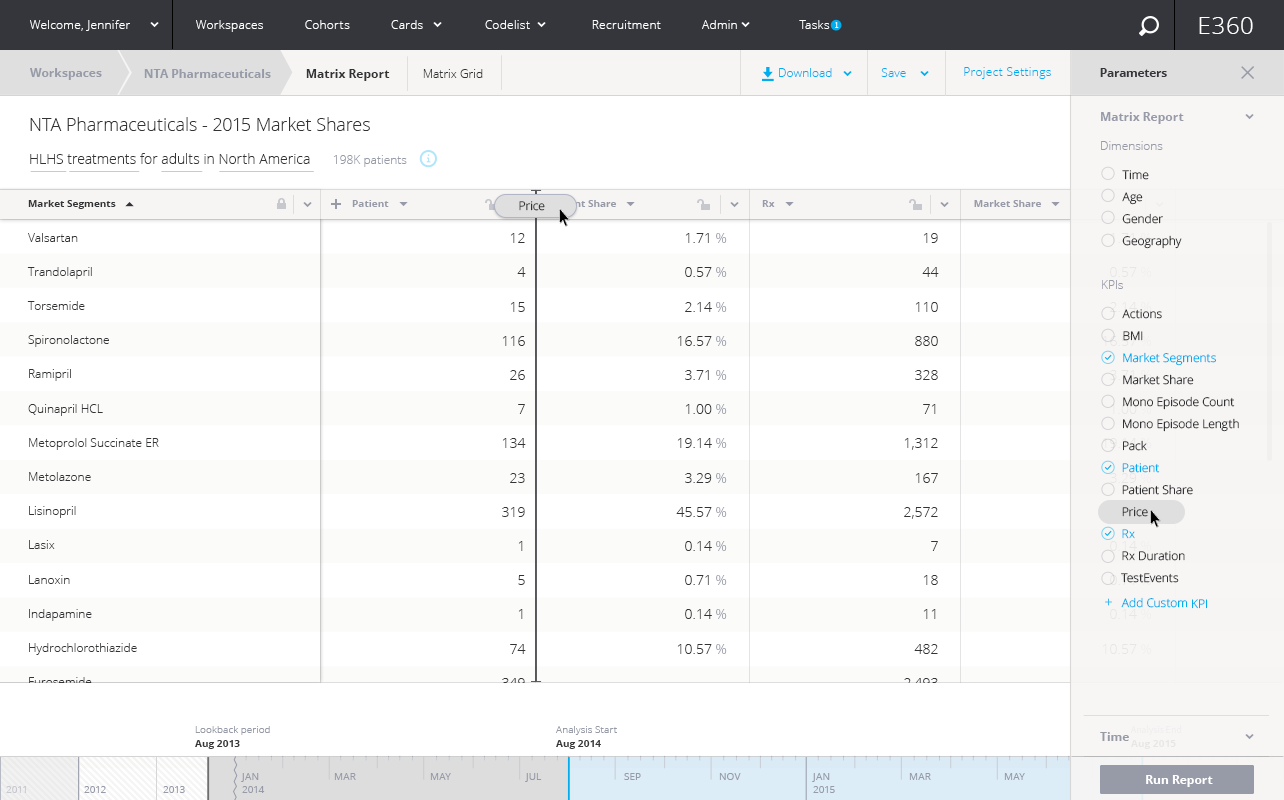 Welcome, Jennifer Workspaces Cohorts Cards Codelist Recruitment Admin Tasks 1 E360
Workspaces NTA Pharmaceuticals Matrix Report Matrix Grid Download Save Project Settings Parameters
NTA Pharmaceuticals - 2015 Market Shares
HLHS treatments for adults in North America 198K patients i
Market Segments + Patient Price nt Share Rx Market Share
Valsartan 12 1.71 % 19
Trandolapril 4 0.57 % 44
Torsemide 15 2.14 % 110
Spironolactone 116 16.57 % 880
Ramipril 26 3.71 % 328
Quinapril HCL 7 1.00 % 71
Metoprolol Succinate ER 134 19.14 % 1,312
Metolazone 23 3.29 % 167
Lisinopril 319 45.57 % 2,572
Lasix 1 0.14 % 7
Lanoxin 5 0.71 % 18
Indapamine 1 0.14 % 11
Hydrochlorothiazide 74 10.57 % 482
Furosemide 349 2,493
Matrix Report
Dimensions
Time
Age
Gender
Geography
0.57
KPIs
Actions
BMI
Market Segments
Market Share
Mono Episode Count
Mono Episode Length
Pack
Patient
Patient Share
Price
Rx
Rx Duration
TestEvents
+ Add Custom KPI
0.14
10.57 %
Time
Aug 2015
Run Report
Lookback period
Aug 2013
Analysis Start
Aug 2014
2011 2012 2013 JAN 2014 MAR MAY JUL SEP NOV JAN 2015 MAR MAY